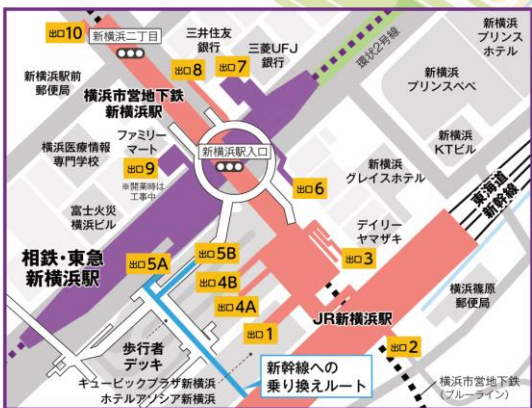 出口10
新横浜二丁目
三井住友
銀行
出口8
出口7
三菱UFJ
銀行
環状2号線
新横浜
プリンス
ホテル
新横浜駅前
郵便局
横浜市営地下鉄
新横浜駅
新横浜
プリンスペペ
横浜医療情報
専門学校
ファミリー
マート
出口9
※開業時は
工事中
新横浜駅入口
新横浜
KTビル
出口6
新横浜
グレイスホテル
東海道
新幹線
富士火災
横浜ビル
デイリー
ヤマザキ
相鉄・東急
新横浜駅
出口5A
出口5B
出口4B
出口4A
出口3
出口1
JR新横浜駅
横浜篠原
郵便局
出口2
歩行者
デッキ
キュービックプラザ新横浜
ホテルアソシア新横浜
新幹線への
乗り換えルート
横浜市営地下鉄
(ブルーライン)